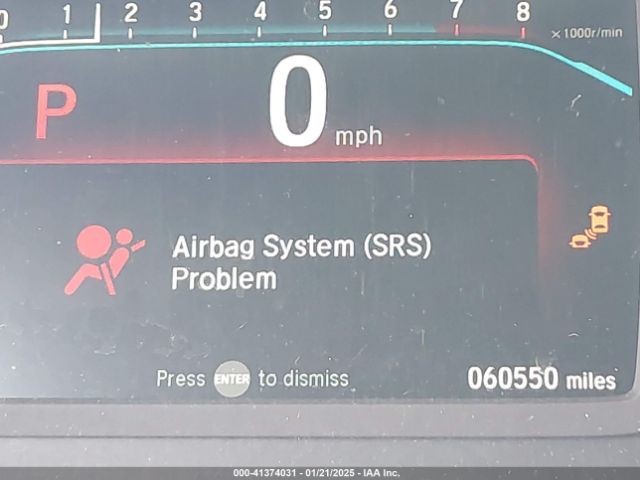 0 1 2 3 4 5 6 7 8
×1000r/min
P
0 mph
Airbag System (SRS)
Problem
Press ENTER to dismiss
060550 miles
000-41374031 - 01/21/2025 - IAA Inc.